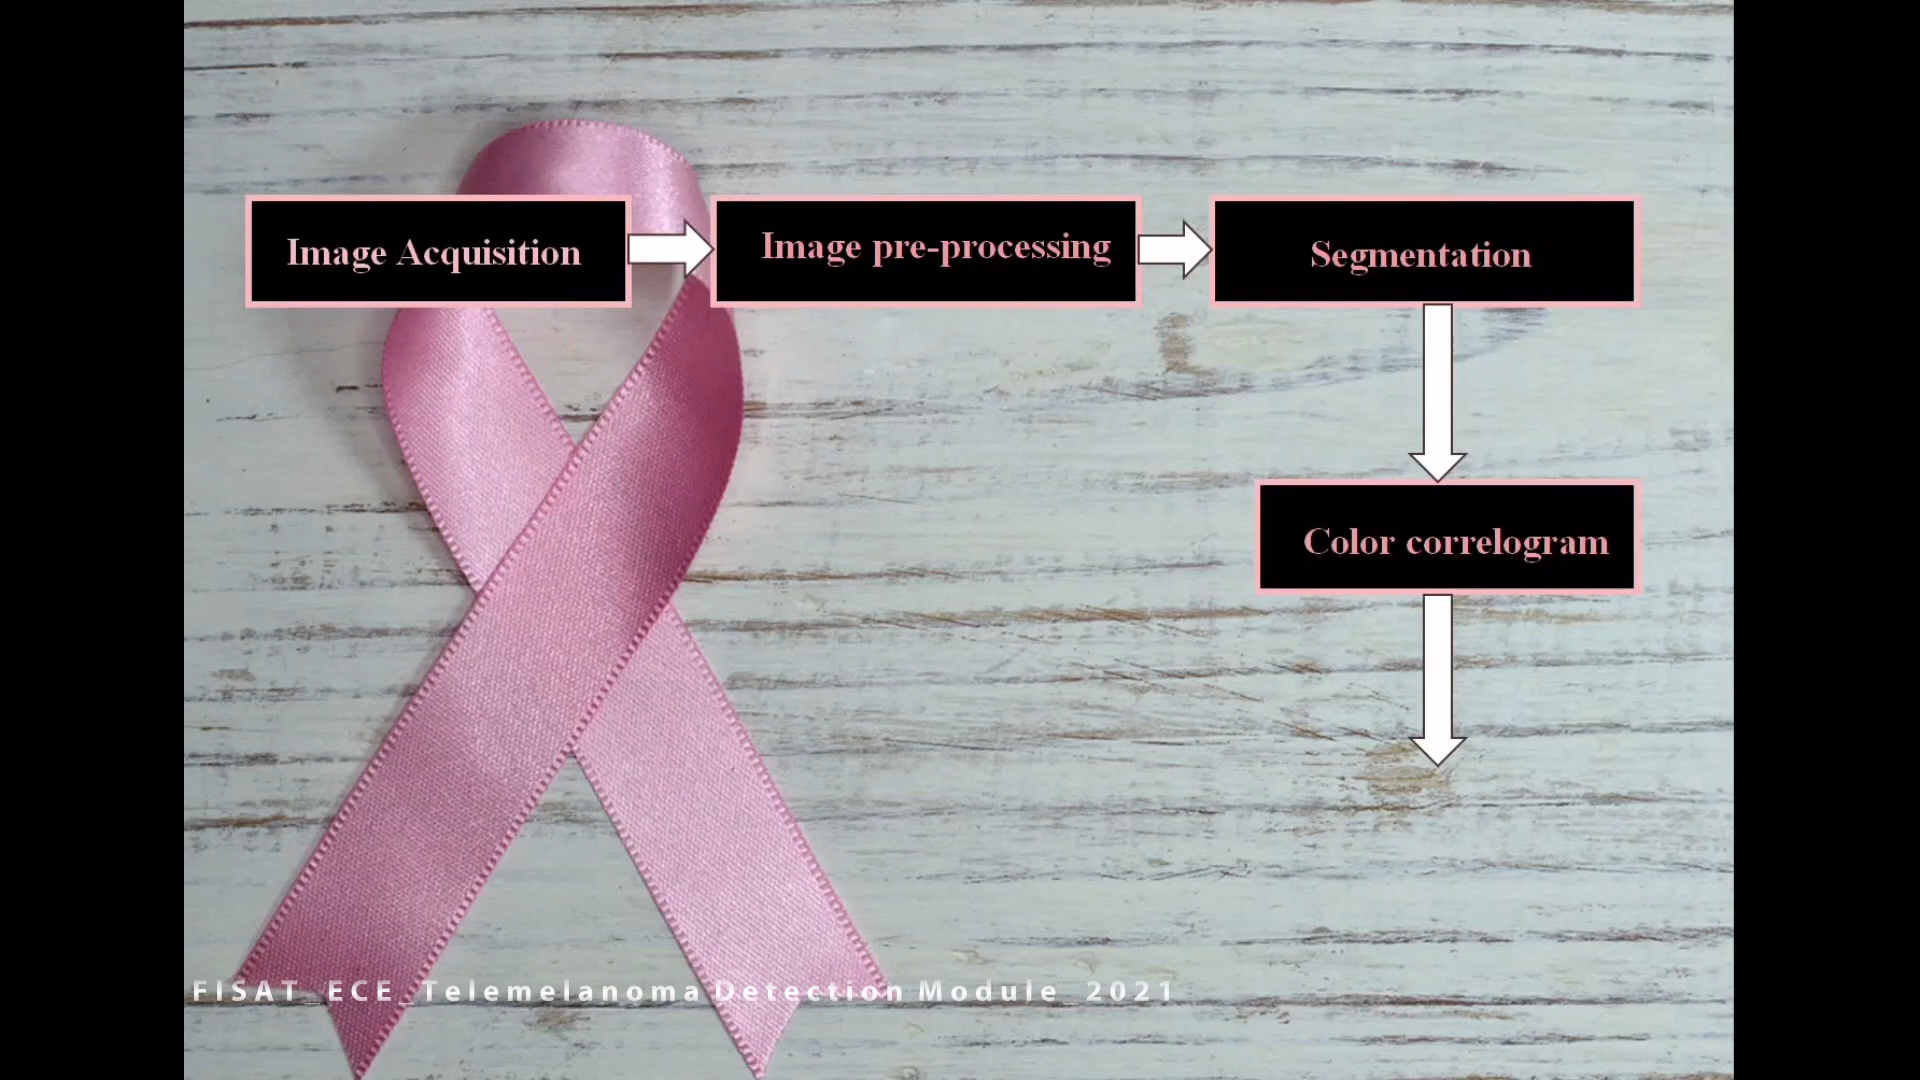 Image Acquisition
Image pre-processing
Segmentation
Color correlogram
FISAT_ECE_Telemelanoma Detection Module_2021